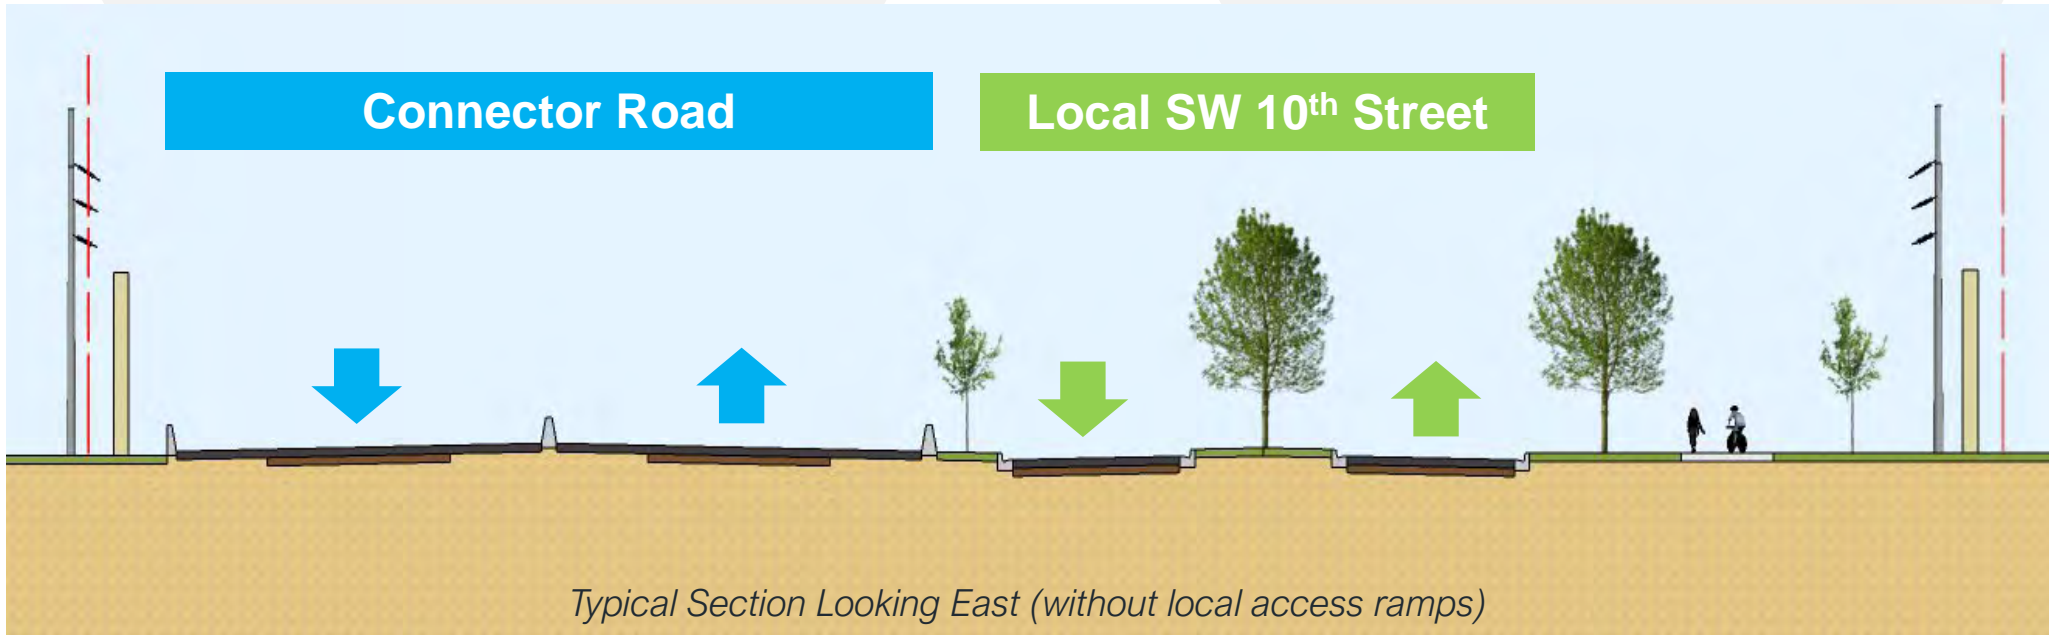 Connector Road
Local SW 10th Street
Typical Section Looking East (without local access ramps)